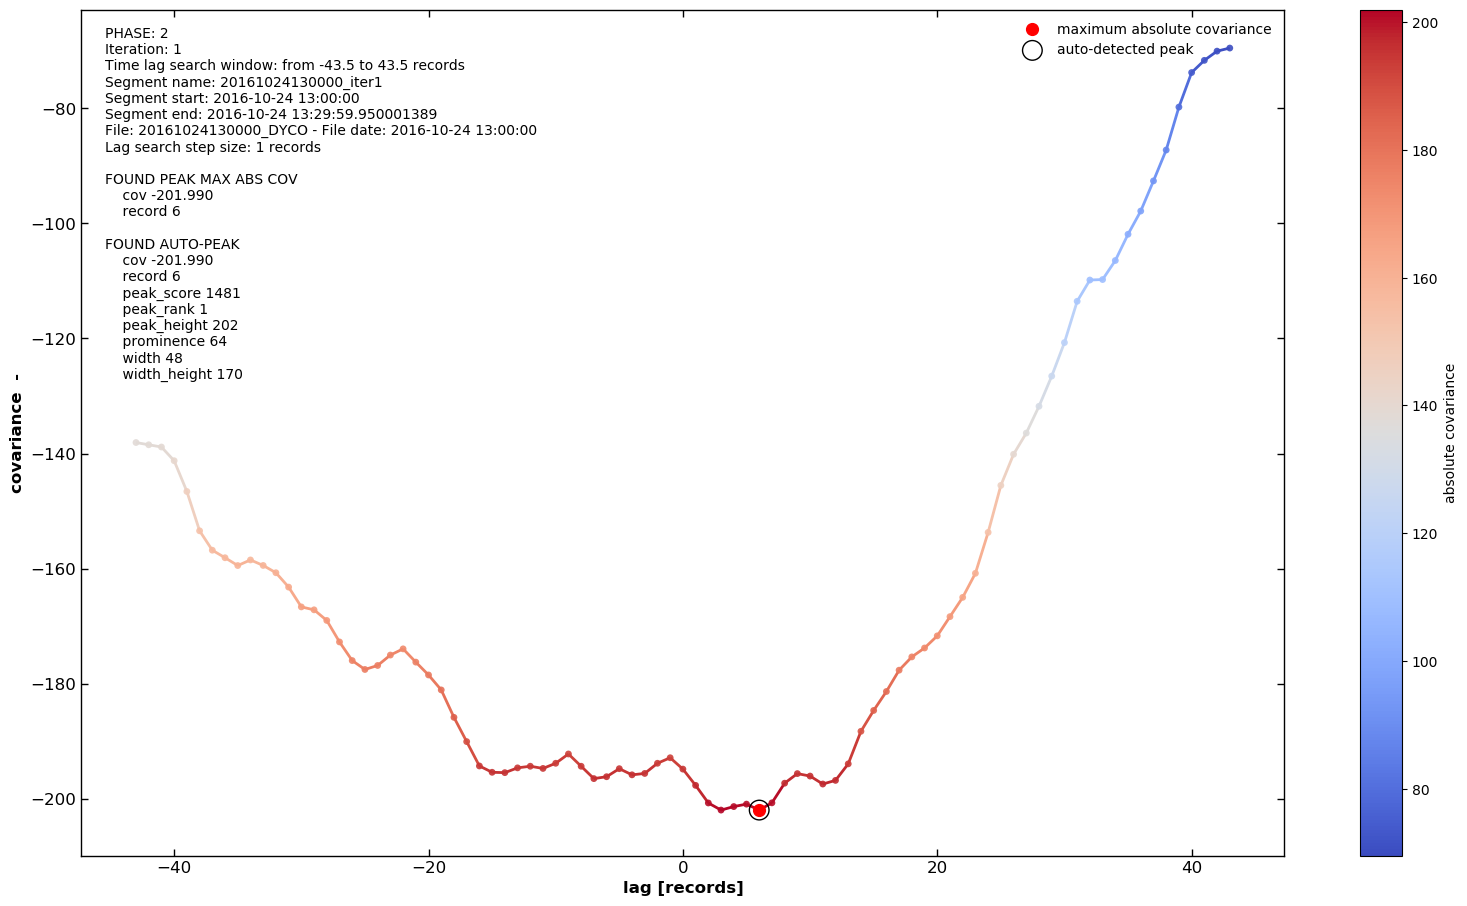 PHASE: 2
Iteration: 1
Time lag search window: from -43.5 to 43.5 records
Segment name: 20161024130000_iter1
Segment start: 2016-10-24 13:00:00
Segment end: 2016-10-24 13:29:59.950001389
File: 20161024130000_DYCO - File date: 2016-10-24 13:00:00
Lag search step size: 1 records
FOUND PEAK MAX ABS COV
cov -201.990
record 6
FOUND AUTO-PEAK
cov -201.990
record 6
peak_score 1481
peak_rank 1
peak_height 202
prominence 64
width 48
width_height 170
maximum absolute covariance
auto-detected peak
covariance -
−80
−100
−120
−140
−160
−180
−200
−40
−20
0
20
40
lag [records]
200
180
160
140
120
100
80
absolute covariance